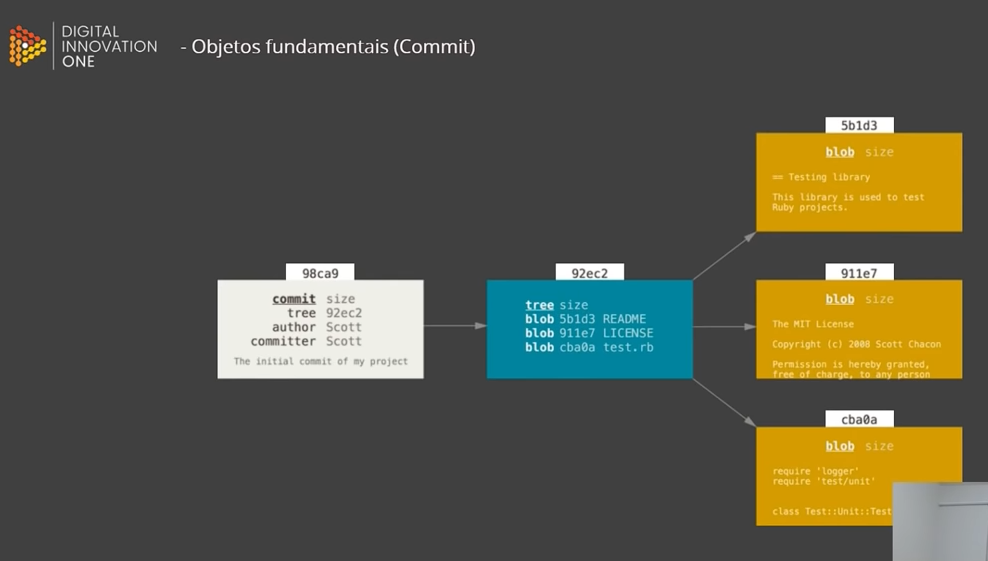 DIGITAL
INNOVATION
ONE
- Objetos fundamentais (Commit)
98ca9
commit size
tree 92ec2
author Scott
committer Scott
The initial commit of my project
92ec2
tree size
blob 5b1d3 README
blob 911e7 LICENSE
blob cba0a test.rb
5b1d3
blob size
== Testing library
This library is used to test
Ruby projects.
911e7
blob size
The MIT License
Copyright (c) 2008 Scott Chacon
Permission is hereby granted,
free of charge, to any person
cba0a
blob size
require 'logger'
require 'test/unit'
class Test::Unit::Test